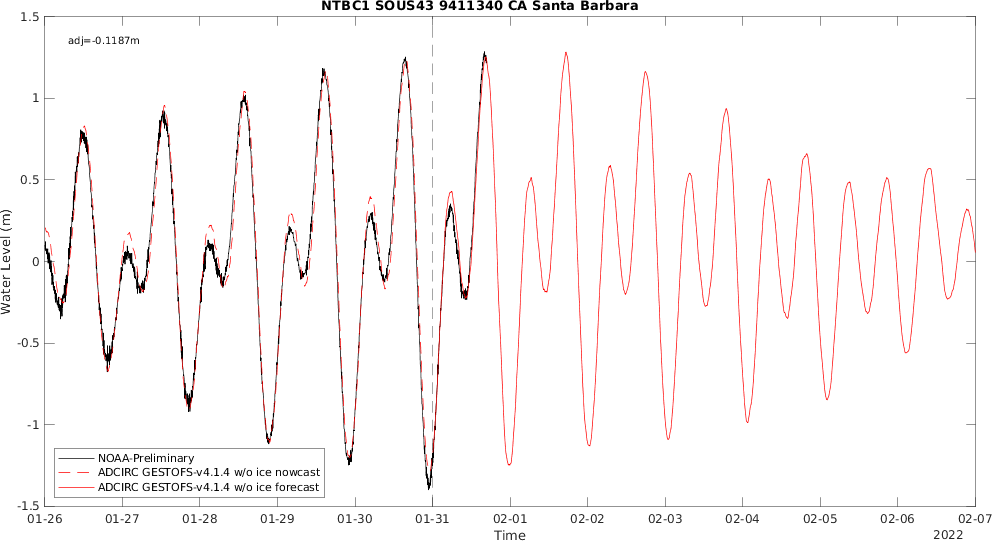 NTBC1 SOUS43 9411340 CA Santa Barbara
adj=-0.1187m
1.5
1
0.5
0
-0.5
-1
-1.5
Water Level (m)
NOAA-Preliminary
ADCIRC GESTOFS-v4.1.4 w/o ice nowcast
ADCIRC GESTOFS-v4.1.4 w/o ice forecast
01-26 01-27 01-28 01-29 01-30 01-31 02-01 02-02 02-03 02-04 02-05 02-06 02-07
Time
2022